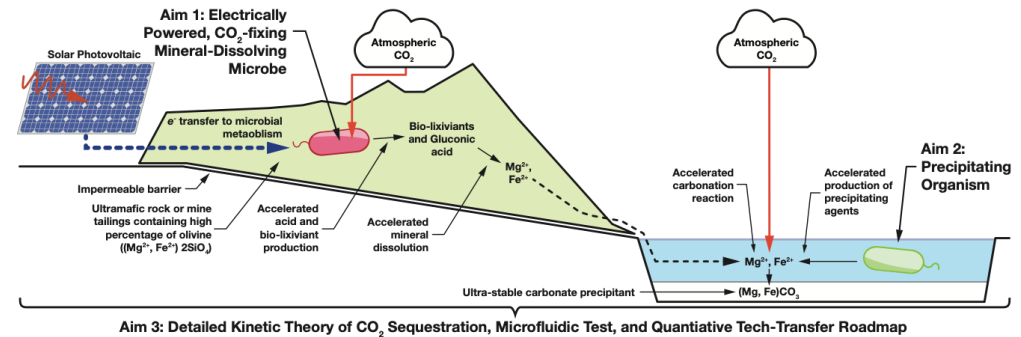 Aim 1: Electrically
Powered, CO₂-fixing
Mineral-Dissolving
Microbe
Solar Photovoltaic
Atmospheric
CO₂
Atmospheric
CO₂
e⁻ transfer to microbial
metaoblism
Bio-lixiviants
and Gluconic
acid
Mg²⁺,
Fe²⁺
Impermeable barrier
Ultramafic rock or mine
tailings containing high
percentage of olivine
((Mg²⁺, Fe²⁺) 2SiO₄)
Accelerated
acid and
bio-lixiviant
production
Accelerated
mineral
dissolution
Accelerated
carbonation
reaction
Accelerated
production of
precipitating
agents
Aim 2:
Precipitating
Organism
Mg²⁺, Fe²⁺
Ultra-stable carbonate precipitant
(Mg, Fe)CO₃
Aim 3: Detailed Kinetic Theory of CO₂ Sequestration, Microfluidic Test, and Quantiative Tech-Transfer Roadmap